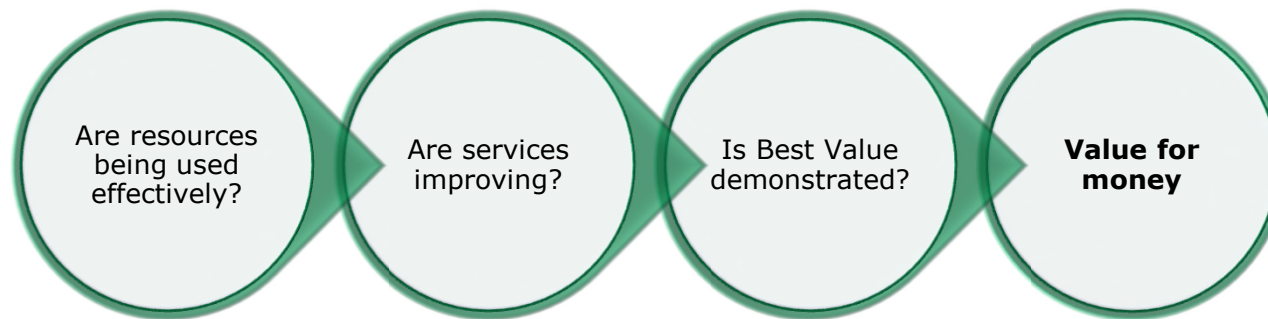 Are resources
being used
effectively?
Are services
improving?
Is Best Value
demonstrated?
Value for
money